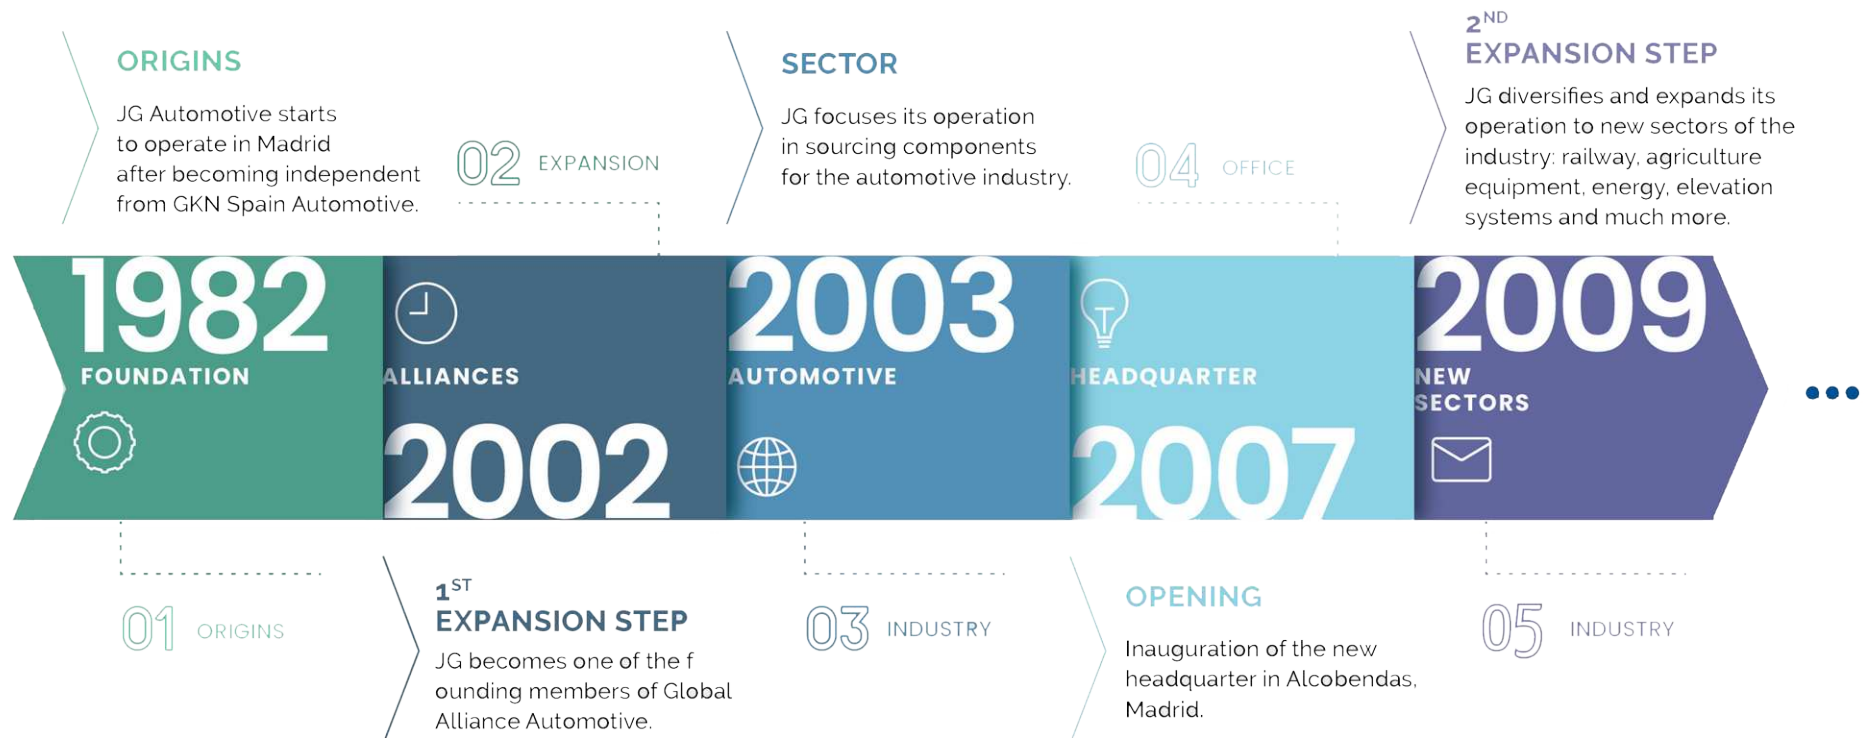 ORIGINS
JG Automotive starts
to operate in Madrid
after becoming independent
from GKN Spain Automotive.
02 EXPANSION
SECTOR
JG focuses its operation
in sourcing components
for the automotive industry.
04 OFFICE
2ND
EXPANSION STEP
JG diversifies and expands its
operation to new sectors of the
industry: railway, agriculture
equipment, energy, elevation
systems and much more.
1982
FOUNDATION
ALLIANCES
2002
2003
AUTOMOTIVE
HEADQUARTER
2007
2009
NEW
SECTORS
01 ORIGINS
1ST
EXPANSION STEP
JG becomes one of the f
ounding members of Global
Alliance Automotive.
03 INDUSTRY
OPENING
Inauguration of the new
headquarter in Alcobendas,
Madrid.
05 INDUSTRY